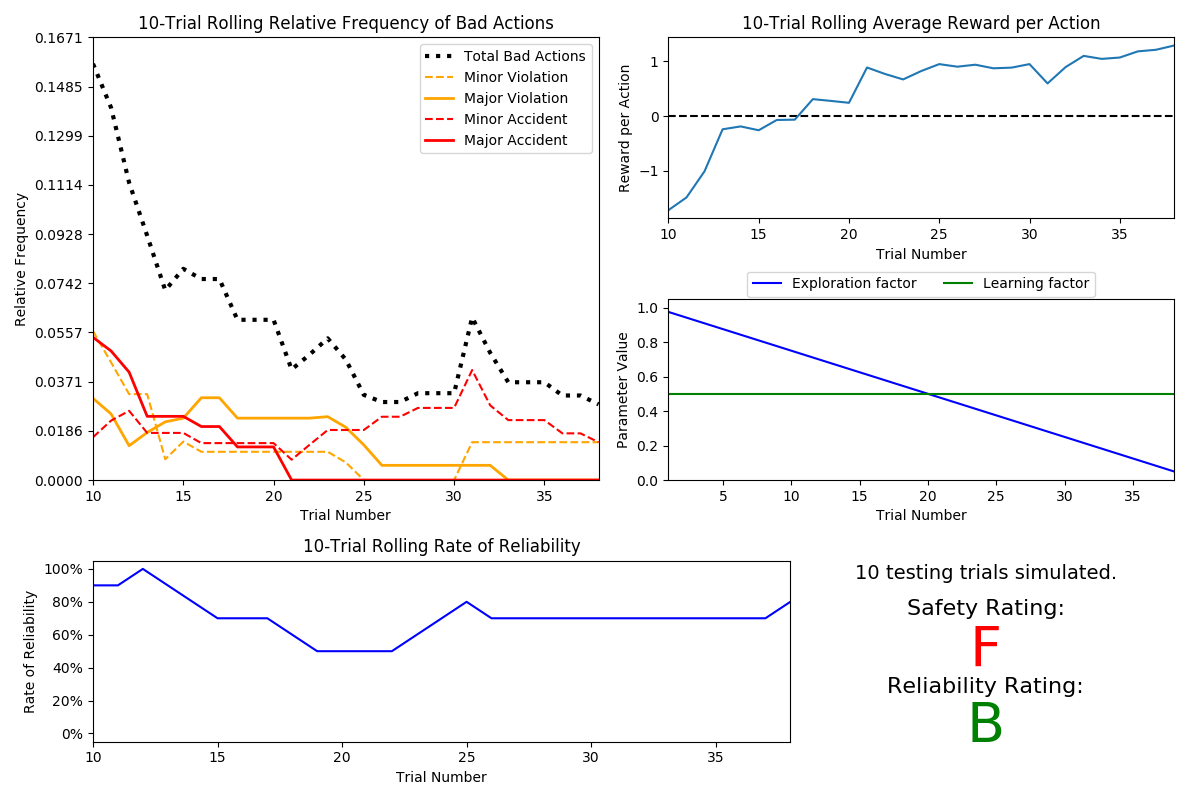 10-Trial Rolling Relative Frequency of Bad Actions
Relative Frequency
0.1671
0.1485
0.1299
0.1114
0.0928
0.0742
0.0557
0.0371
0.0186
0.0000
Total Bad Actions
Minor Violation
Major Violation
Minor Accident
Major Accident
10 15 20 25 30 35
Trial Number
10-Trial Rolling Average Reward per Action
Reward per Action
1
0
−1
10 15 20 25 30 35
Trial Number
Exploration factor Learning factor
Parameter Value
1.0
0.8
0.6
0.4
0.2
0.0
5 10 15 20 25 30 35
Trial Number
10-Trial Rolling Rate of Reliability
Rate of Reliability
100%
80%
60%
40%
20%
0%
10 15 20 25 30 35
Trial Number
10 testing trials simulated.
Safety Rating:
F
Reliability Rating:
B